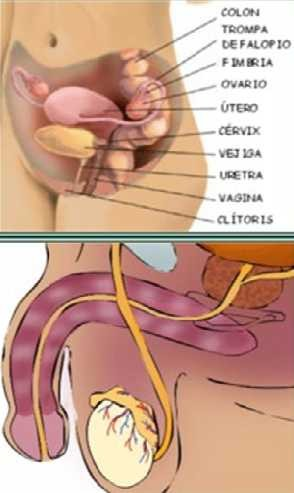 COLON
TROMPA
DE FALOPIO
FIMBRIA
OVARIO
ÚTERO
CÉRVIX
VEJIGA
URETRA
VAGINA
CLÍTORIS